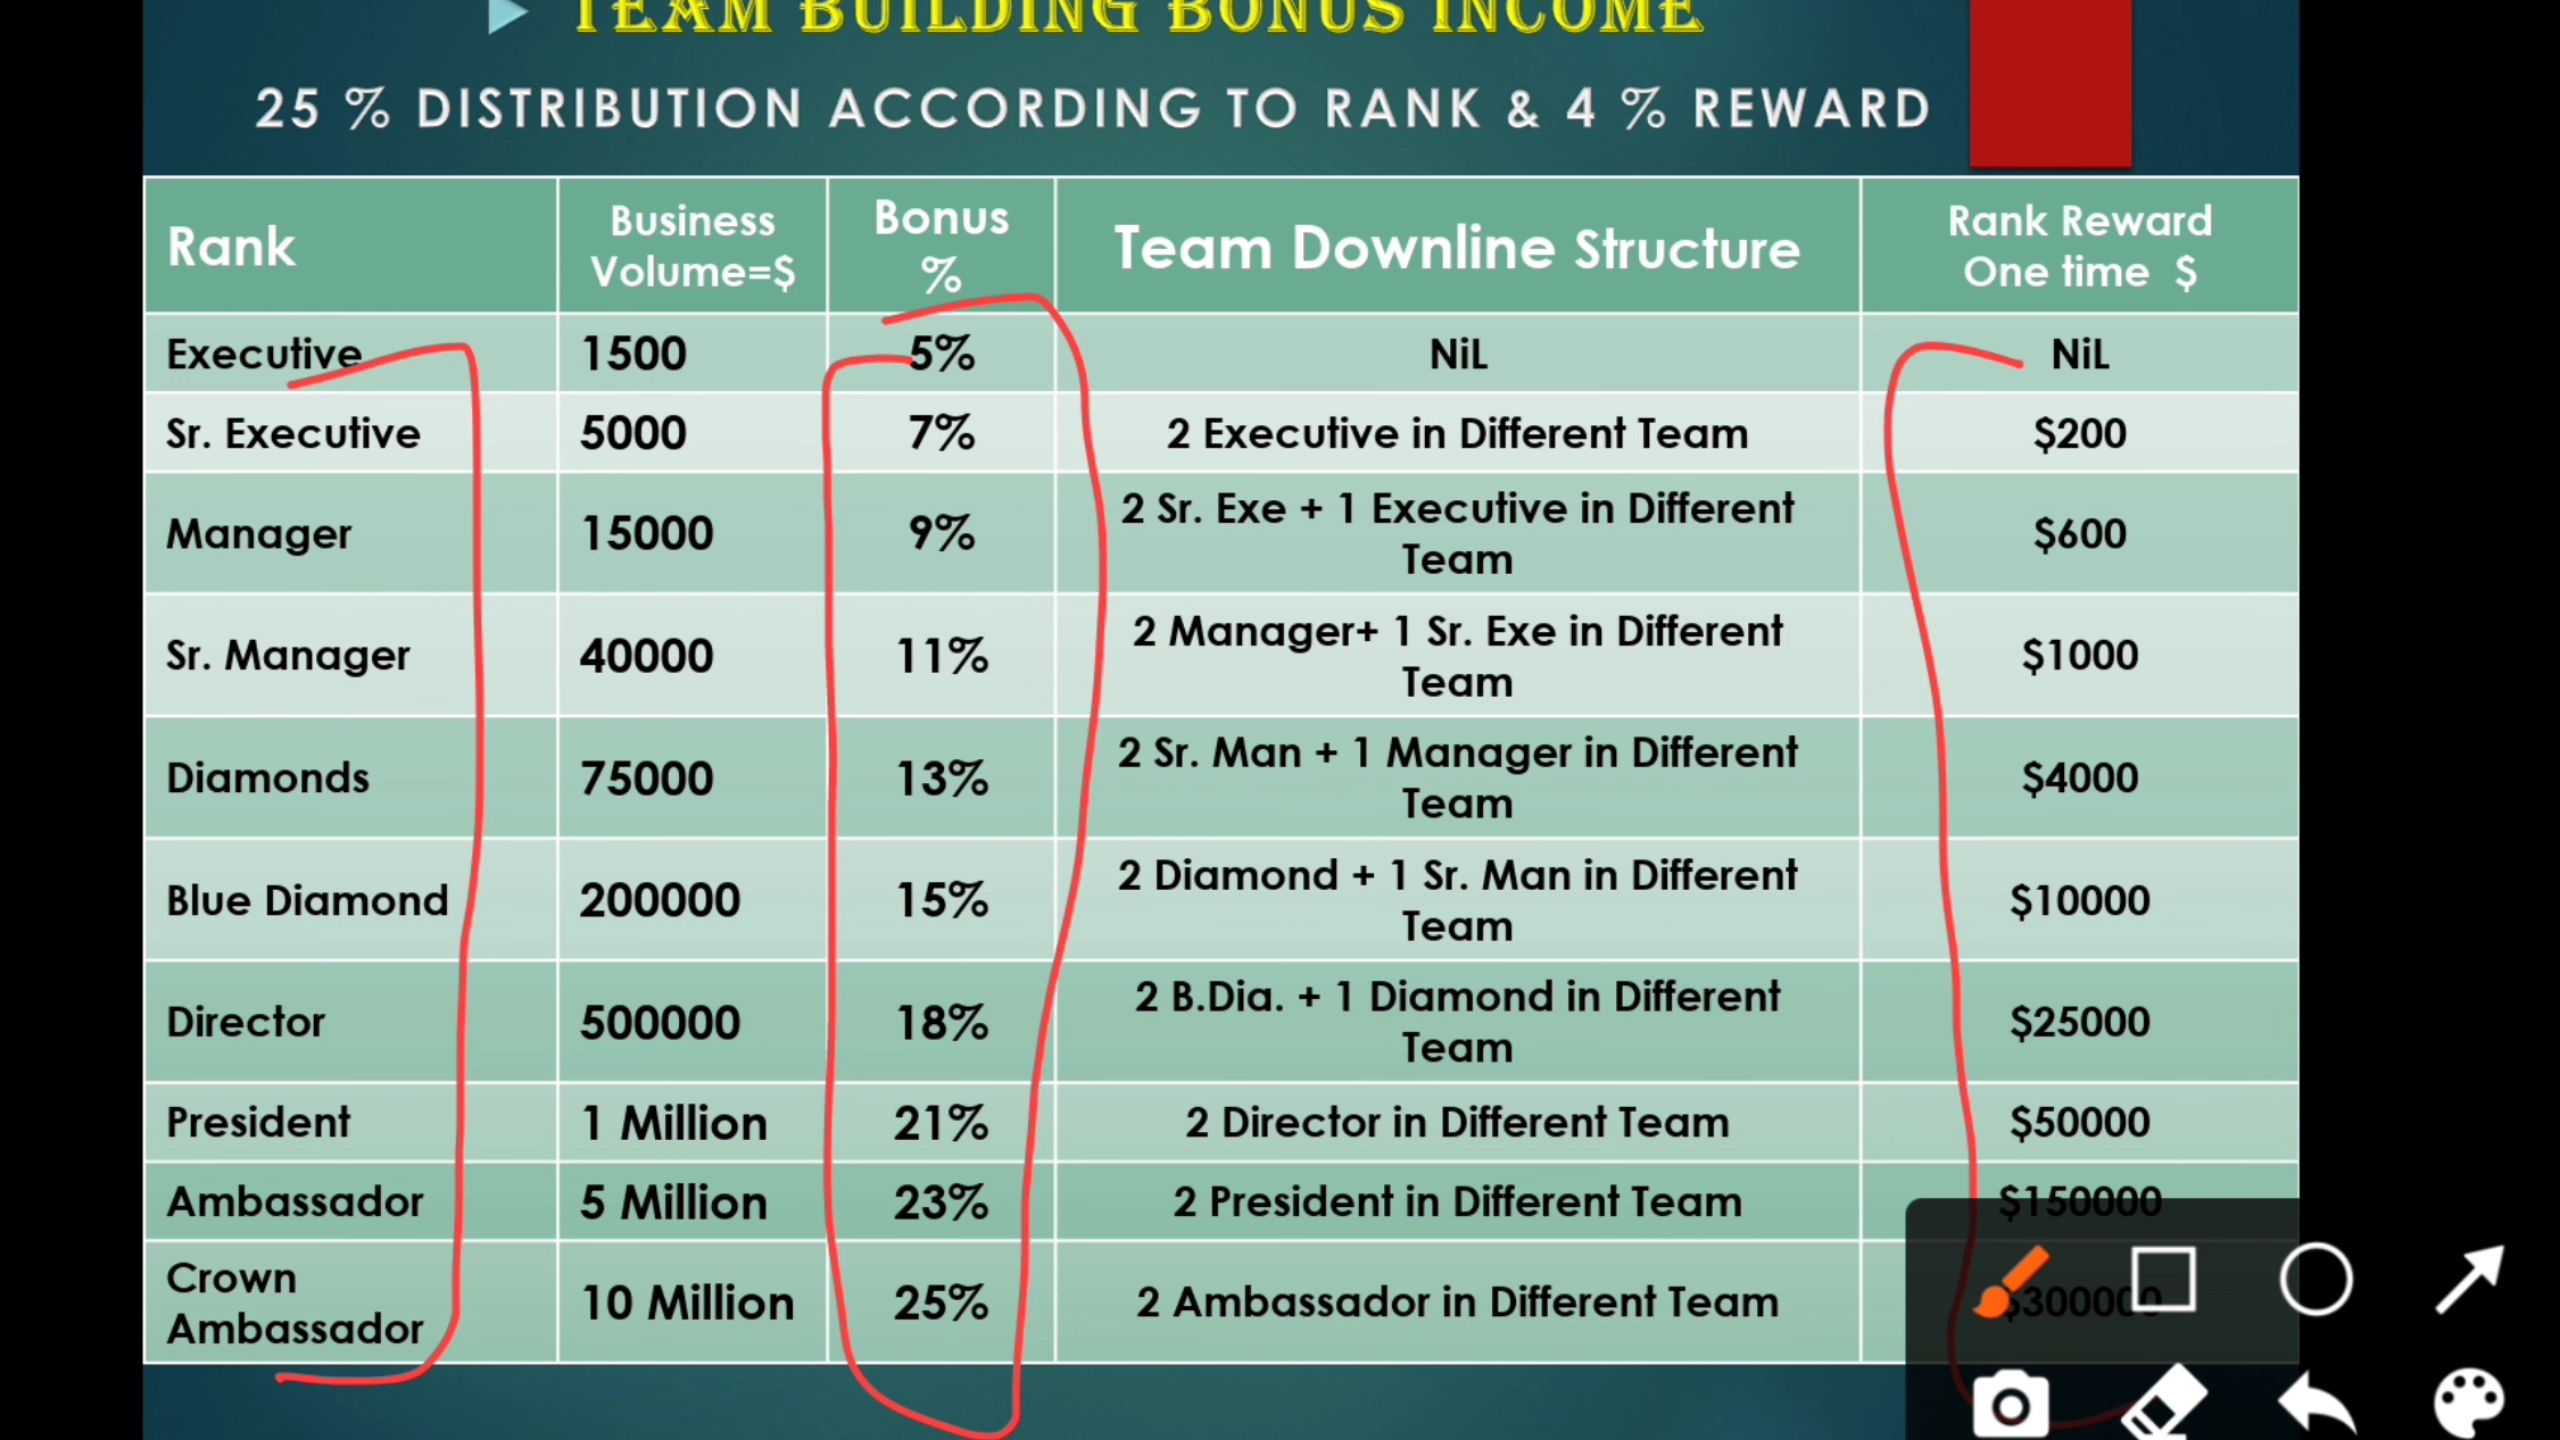 TEAM BUILDING BONUS INCOME
25 % DISTRIBUTION ACCORDING TO RANK & 4 % REWARD
Rank
Business
Volume=$
Bonus
%
Team Downline Structure
Rank Reward
One time $
Executive
1500
5%
NiL
NiL
Sr. Executive
5000
7%
2 Executive in Different Team
$200
Manager
15000
9%
2 Sr. Exe + 1 Executive in Different
Team
$600
Sr. Manager
40000
11%
2 Manager+ 1 Sr. Exe in Different
Team
$1000
Diamonds
75000
13%
2 Sr. Man + 1 Manager in Different
Team
$4000
Blue Diamond
200000
15%
2 Diamond + 1 Sr. Man in Different
Team
$10000
Director
500000
18%
2 B.Dia. + 1 Diamond in Different
Team
$25000
President
1 Million
21%
2 Director in Different Team
$50000
Ambassador
5 Million
23%
2 President in Different Team
$150000
Crown
Ambassador
10 Million
25%
2 Ambassador in Different Team
$300000